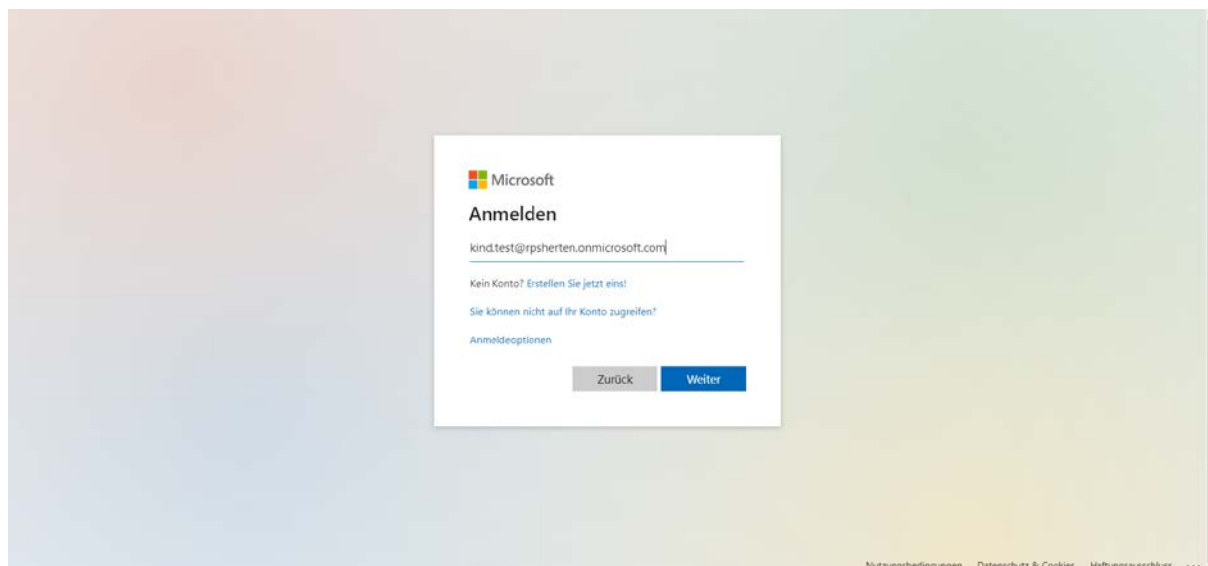 Microsoft
Anmelden
kind.test@rpsherten.onmicrosoft.com
Kein Konto? Erstellen Sie jetzt eins!
Sie können nicht auf Ihr Konto zugreifen?
Anmeldeoptionen
Zurück Weiter
Nutzungsbedingungen Datenschutz & Cookies Haftungsausschluss ...